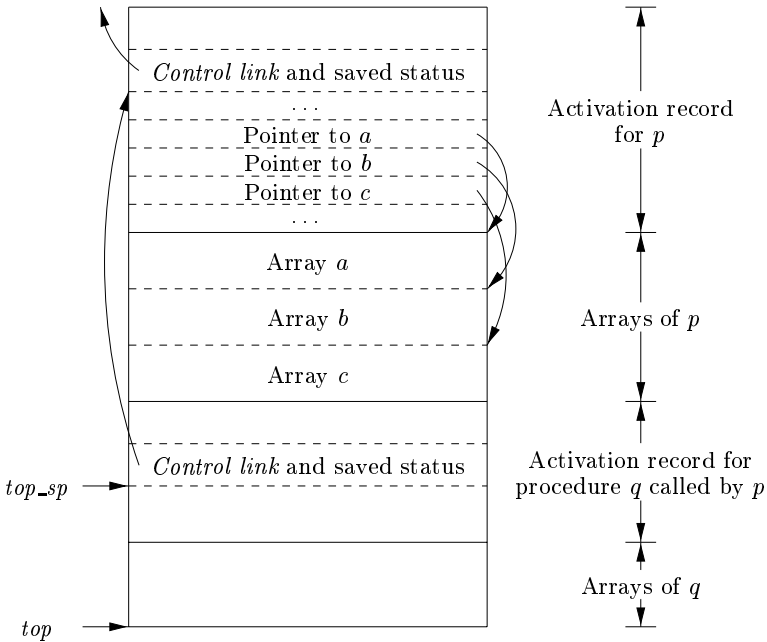 Control link and saved status
. . .
Pointer to a
Pointer to b
Pointer to c
. . .
Activation record
for p
Array a
Array b
Array c
Arrays of p
Control link and saved status
top_sp
Activation record for
procedure q called by p
Arrays of q
top